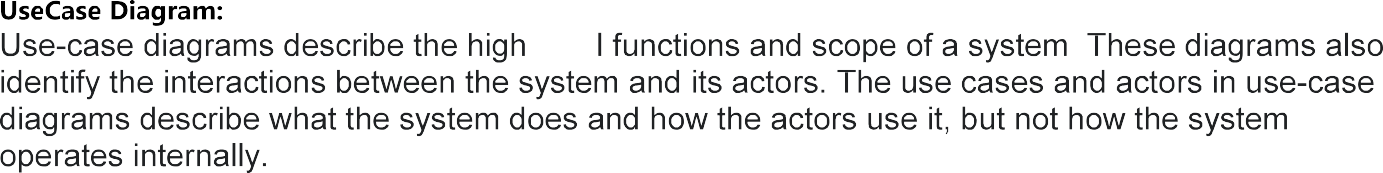 UseCase Diagram:
Use-case diagrams describe the high l functions and scope of a system These diagrams also
identify the interactions between the system and its actors. The use cases and actors in use-case
diagrams describe what the system does and how the actors use it, but not how the system
operates internally.